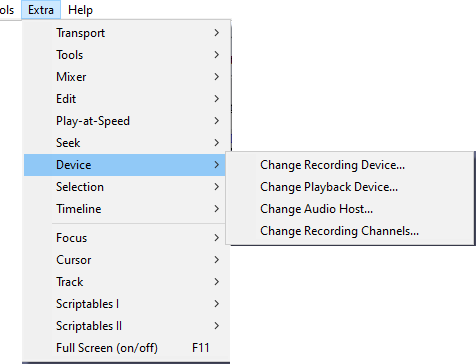 ols Extra Help
Transport
Tools
Mixer
Edit
Play-at-Speed
Seek
Device
Selection
Timeline
Focus
Cursor
Track
Scriptables I
Scriptables II
Full Screen (on/off) F11
Change Recording Device...
Change Playback Device...
Change Audio Host...
Change Recording Channels...